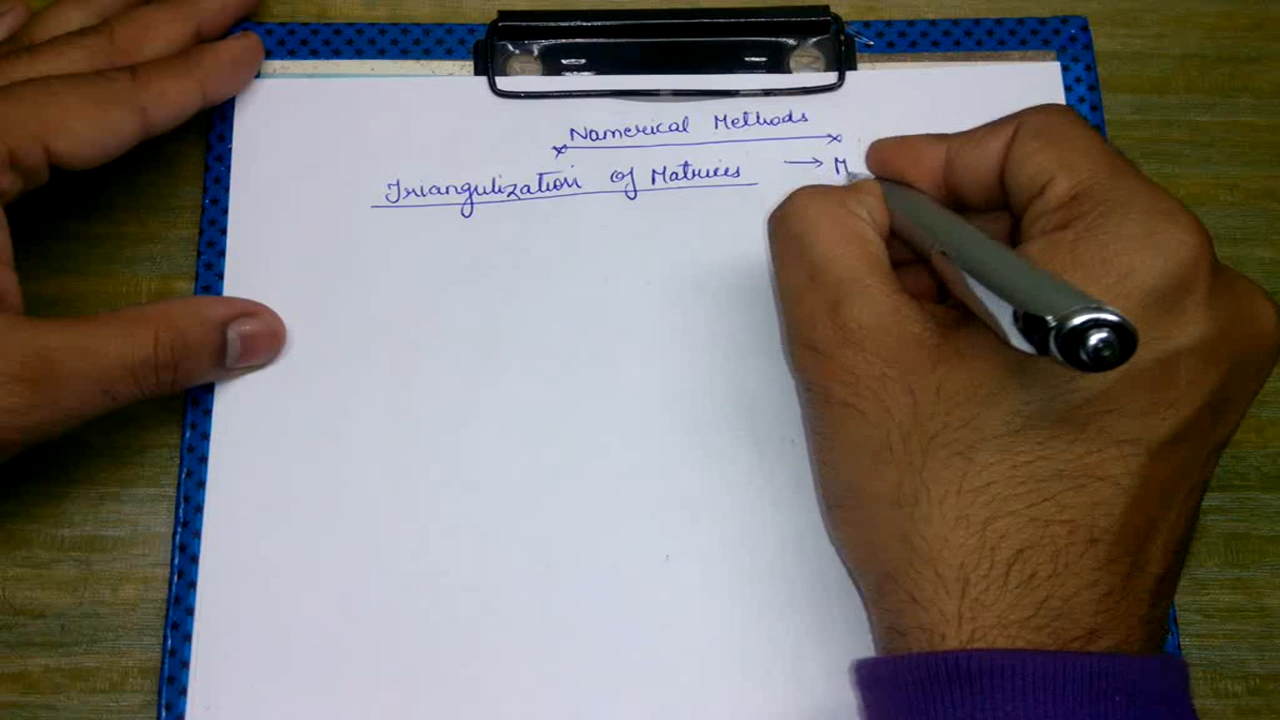 Numerical Methods
Triangulization of Matrices → M